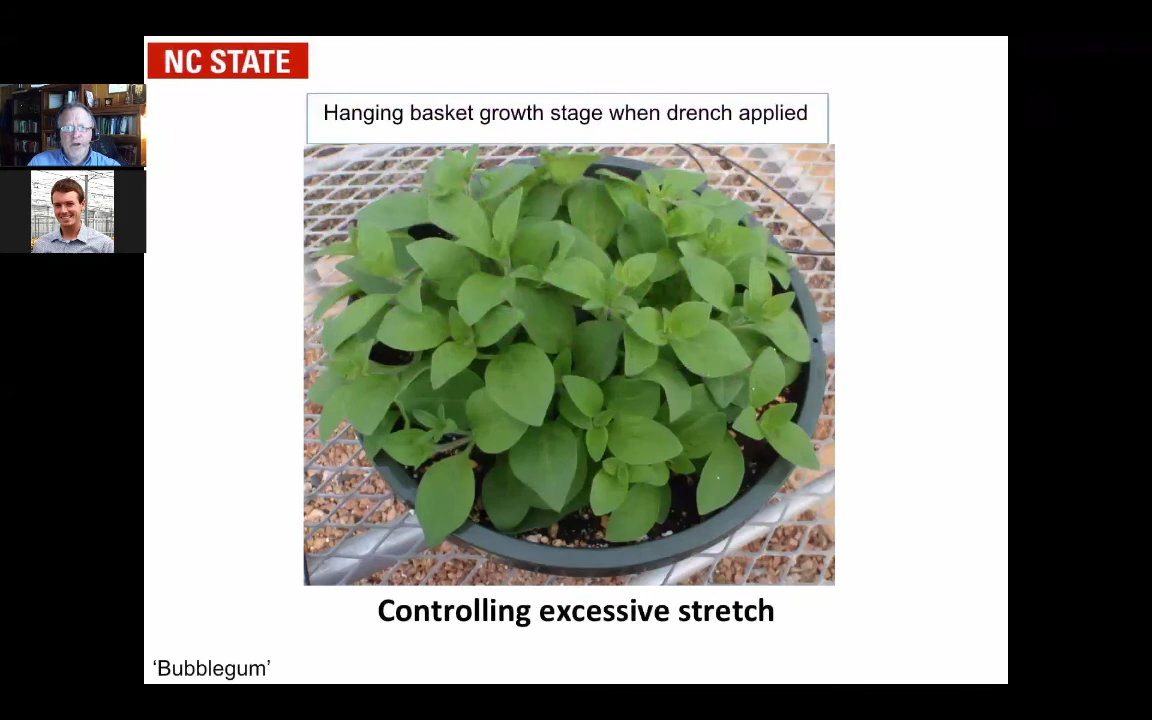 NC STATE
Hanging basket growth stage when drench applied
Controlling excessive stretch
‘Bubblegum’